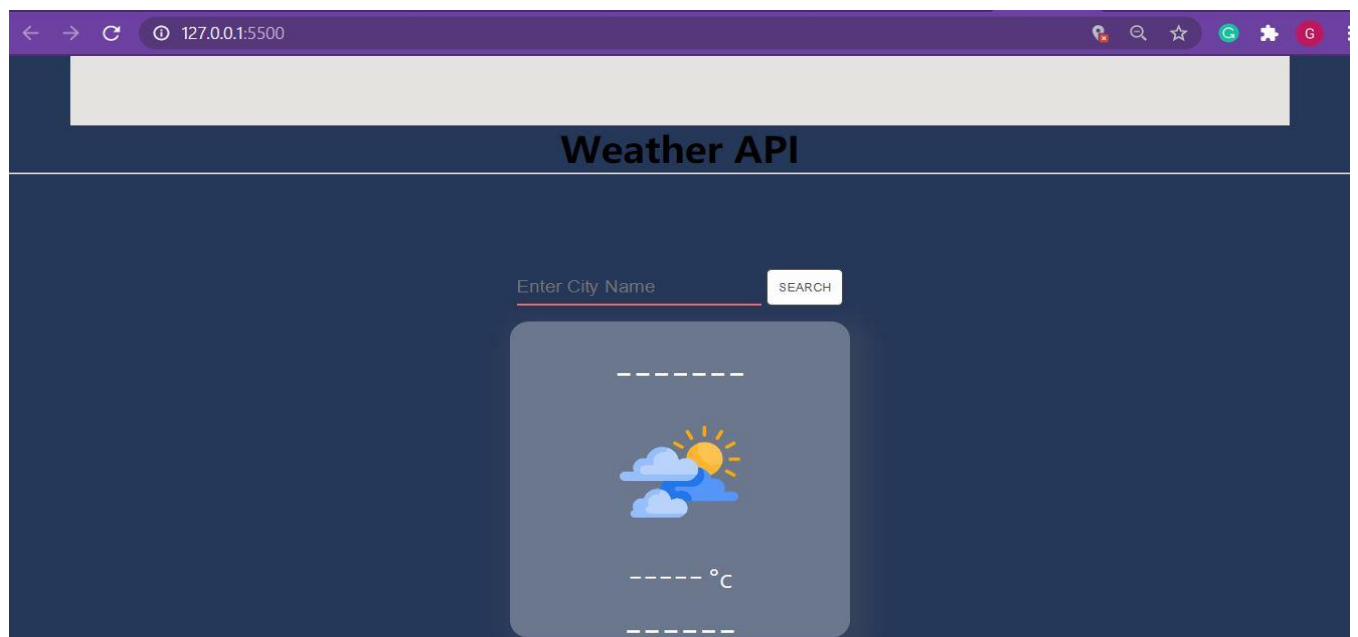 127.0.0.1:5500
G G
Weather API
Enter City Name SEARCH
-------
----- °c
------